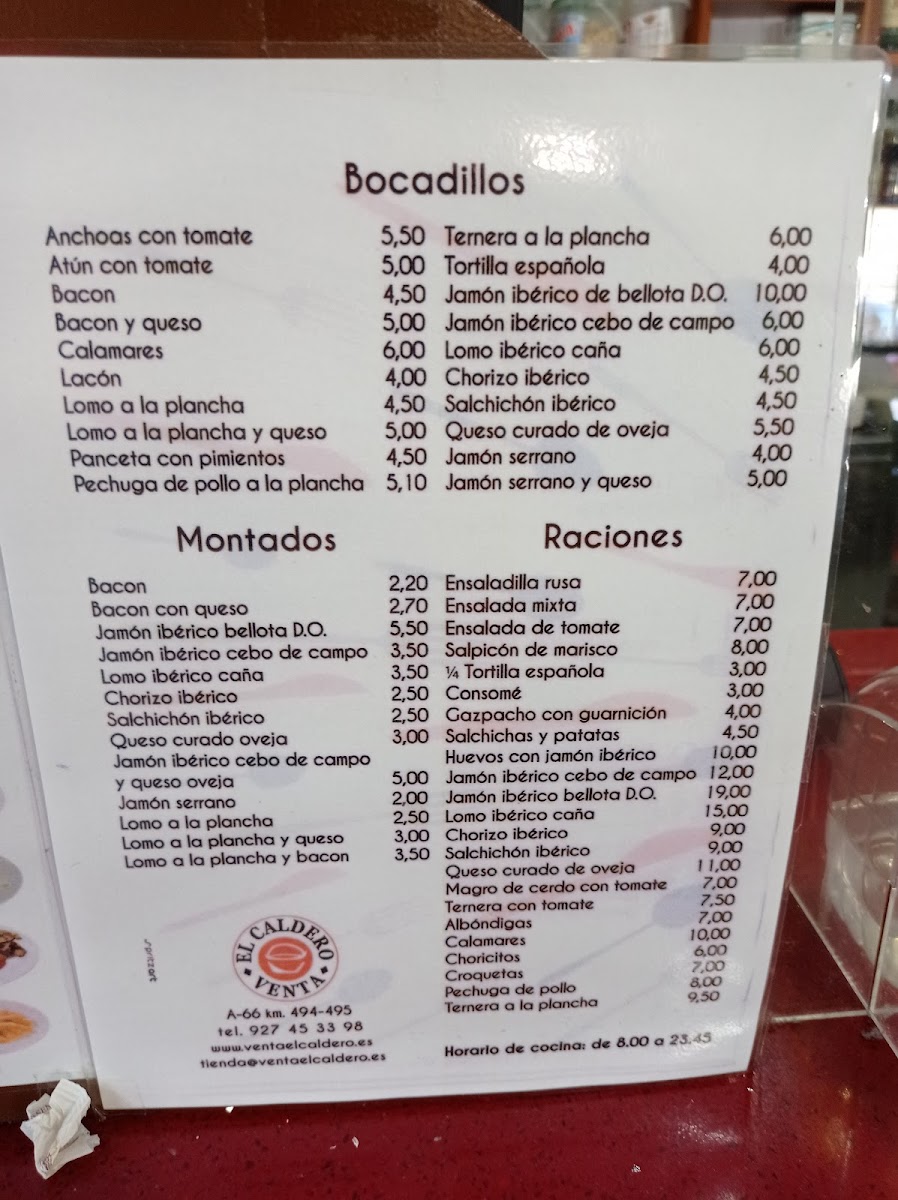 Bocadillos
Anchoas con tomate 5,50
Atún con tomate 5,00
Bacon 4,50
Bacon y queso 5,00
Calamares 6,00
Lacón 4,00
Lomo a la plancha 4,50
Lomo a la plancha y queso 5,00
Panceta con pimientos 4,50
Pechuga de pollo a la plancha 5,10
Ternera a la plancha 6,00
Tortilla española 4,00
Jamón ibérico de bellota D.O. 10,00
Jamón ibérico cebo de campo 6,00
Lomo ibérico caña 6,00
Chorizo ibérico 4,50
Salchichón ibérico 4,50
Queso curado de oveja 5,50
Jamón serrano 4,00
Jamón serrano y queso 5,00
Montados
Bacon 2,20
Bacon con queso 2,70
Jamón ibérico bellota D.O. 5,50
Jamón ibérico cebo de campo 3,50
Lomo ibérico caña 3,50
Chorizo ibérico 2,50
Salchichón ibérico 2,50
Queso curado oveja 3,00
Jamón ibérico cebo de campo
y queso oveja 5,00
Jamón serrano 2,00
Lomo a la plancha 2,50
Lomo a la plancha y queso 3,00
Lomo a la plancha y bacon 3,50
Raciones
Ensaladilla rusa 7,00
Ensalada mixta 7,00
Ensalada de tomate 7,00
Salpicón de marisco 8,00
¼ Tortilla española 3,00
Consomé 3,00
Gazpacho con guarnición 4,00
Salchichas y patatas 4,50
Huevos con jamón ibérico 10,00
Jamón ibérico cebo de campo 12,00
Jamón ibérico bellota D.O. 19,00
Lomo ibérico caña 15,00
Chorizo ibérico 9,00
Salchichón ibérico 9,00
Queso curado de oveja 11,00
Magro de cerdo con tomate 7,00
Ternera con tomate 7,50
Albóndigas 7,00
Calamares 10,00
Choricitos 6,00
Croquetas 7,00
Pechuga de pollo 8,00
Ternera a la plancha 9,50
EL CALDERO
VENTA
A-66 km. 494-495
tel. 927 45 33 98
www.ventaelcaldero.es
tienda@ventaelcaldero.es
Horario de cocina: de 8.00 a 23.45